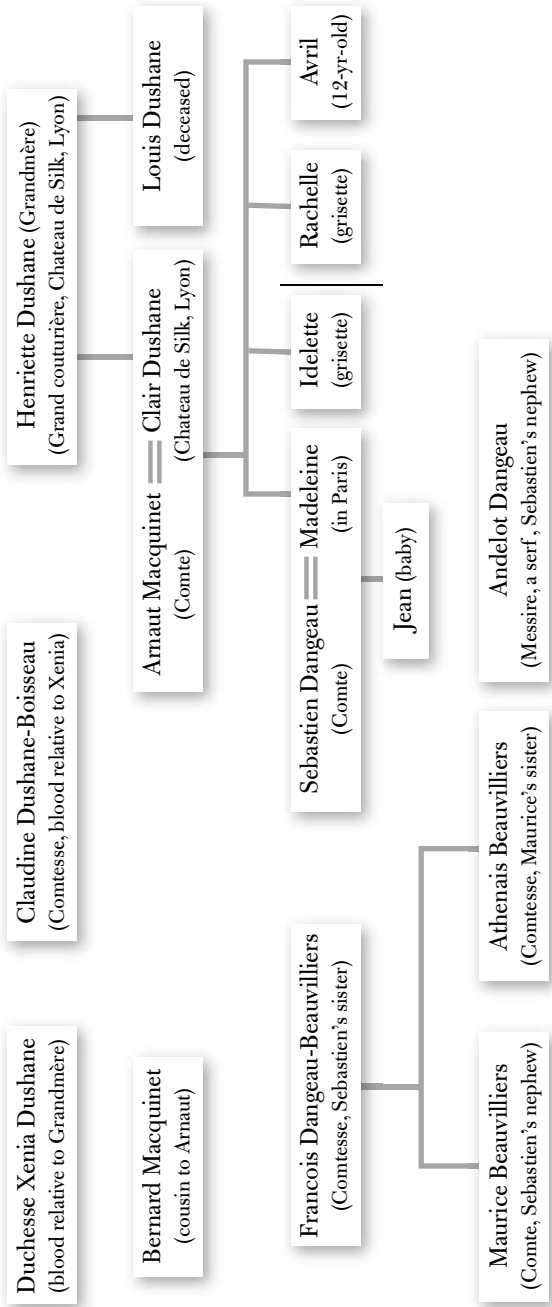 Duchesse Xenia Dushane
(blood relative to Grandmère)
Claudine Dushane-Boisseau
(Comtesse, blood relative to Xenia)
Henriette Dushane (Grandmère)
(Grand couturière, Chateau de Silk, Lyon)
Bernard Macquinet
(cousin to Arnaut)
Arnaut Macquinet
(Comte)
Clair Dushane
(Chateau de Silk, Lyon)
Louis Dushane
(deceased)
Francois Dangeau-Beauvilliers
(Comtesse, Sebastien's sister)
Sebastien Dangeau
(Comte)
Madeleine
(in Paris)
Idelette
(grisette)
Rachelle
(grisette)
Avril
(12-yr-old)
Jean (baby)
Maurice Beauvilliers
(Comte, Sebastien's nephew)
Athenais Beauvilliers
(Comtesse, Maurice's sister)
Andelot Dangeau
(Messire, a serf , Sebastien's nephew)